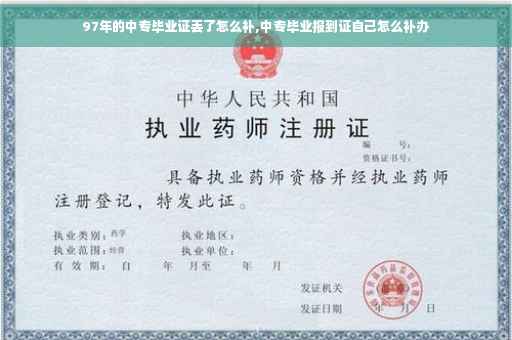 97年的中专毕业证丢了怎么补,中专毕业报到证自己怎么补办
中华人民共和国
执业药师注册证
编 号:
资格证书号:
具备执业药师资格并经执业药师
注册登记，特发此证。
执业类别: 药学 执业地区:
执业范围: 经营 执业单位:
有 效 期: 自 年 月至 年 月
发证机关
发证日期 年 月 日